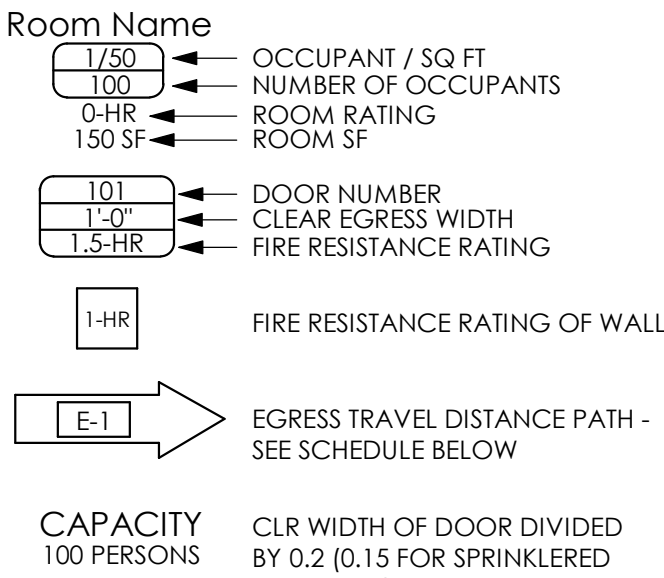 Room Name
1/50 OCCUPANT / SQ FT
100 NUMBER OF OCCUPANTS
0-HR ROOM RATING
150 SF ROOM SF
101 DOOR NUMBER
1'-0" CLEAR EGRESS WIDTH
1.5-HR FIRE RESISTANCE RATING
1-HR FIRE RESISTANCE RATING OF WALL
E-1 EGRESS TRAVEL DISTANCE PATH -
SEE SCHEDULE BELOW
CAPACITY CLR WIDTH OF DOOR DIVIDED
100 PERSONS BY 0.2 (0.15 FOR SPRINKLERED